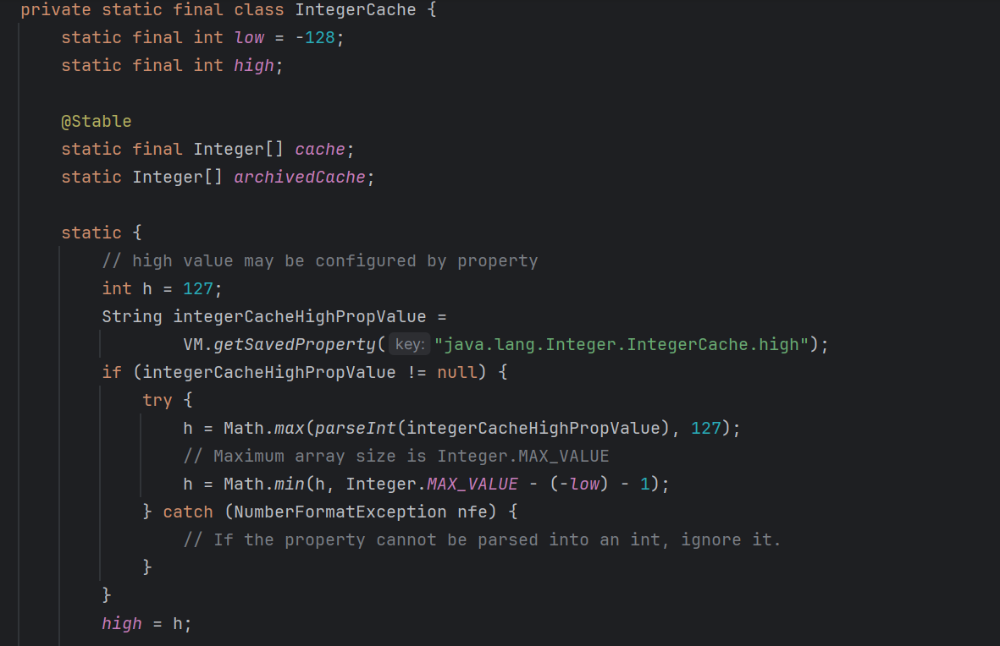 private static final class IntegerCache {
    static final int low = -128;
    static final int high;

    @Stable
    static final Integer[] cache;
    static Integer[] archivedCache;

    static {
        // high value may be configured by property
        int h = 127;
        String integerCacheHighPropValue =
                VM.getSavedProperty( key: "java.lang.Integer.IntegerCache.high");
        if (integerCacheHighPropValue != null) {
            try {
                h = Math.max(parseInt(integerCacheHighPropValue), 127);
                // Maximum array size is Integer.MAX_VALUE
                h = Math.min(h, Integer.MAX_VALUE - (-low) - 1);
            } catch (NumberFormatException nfe) {
                // If the property cannot be parsed into an int, ignore it.
            }
        }
        high = h;